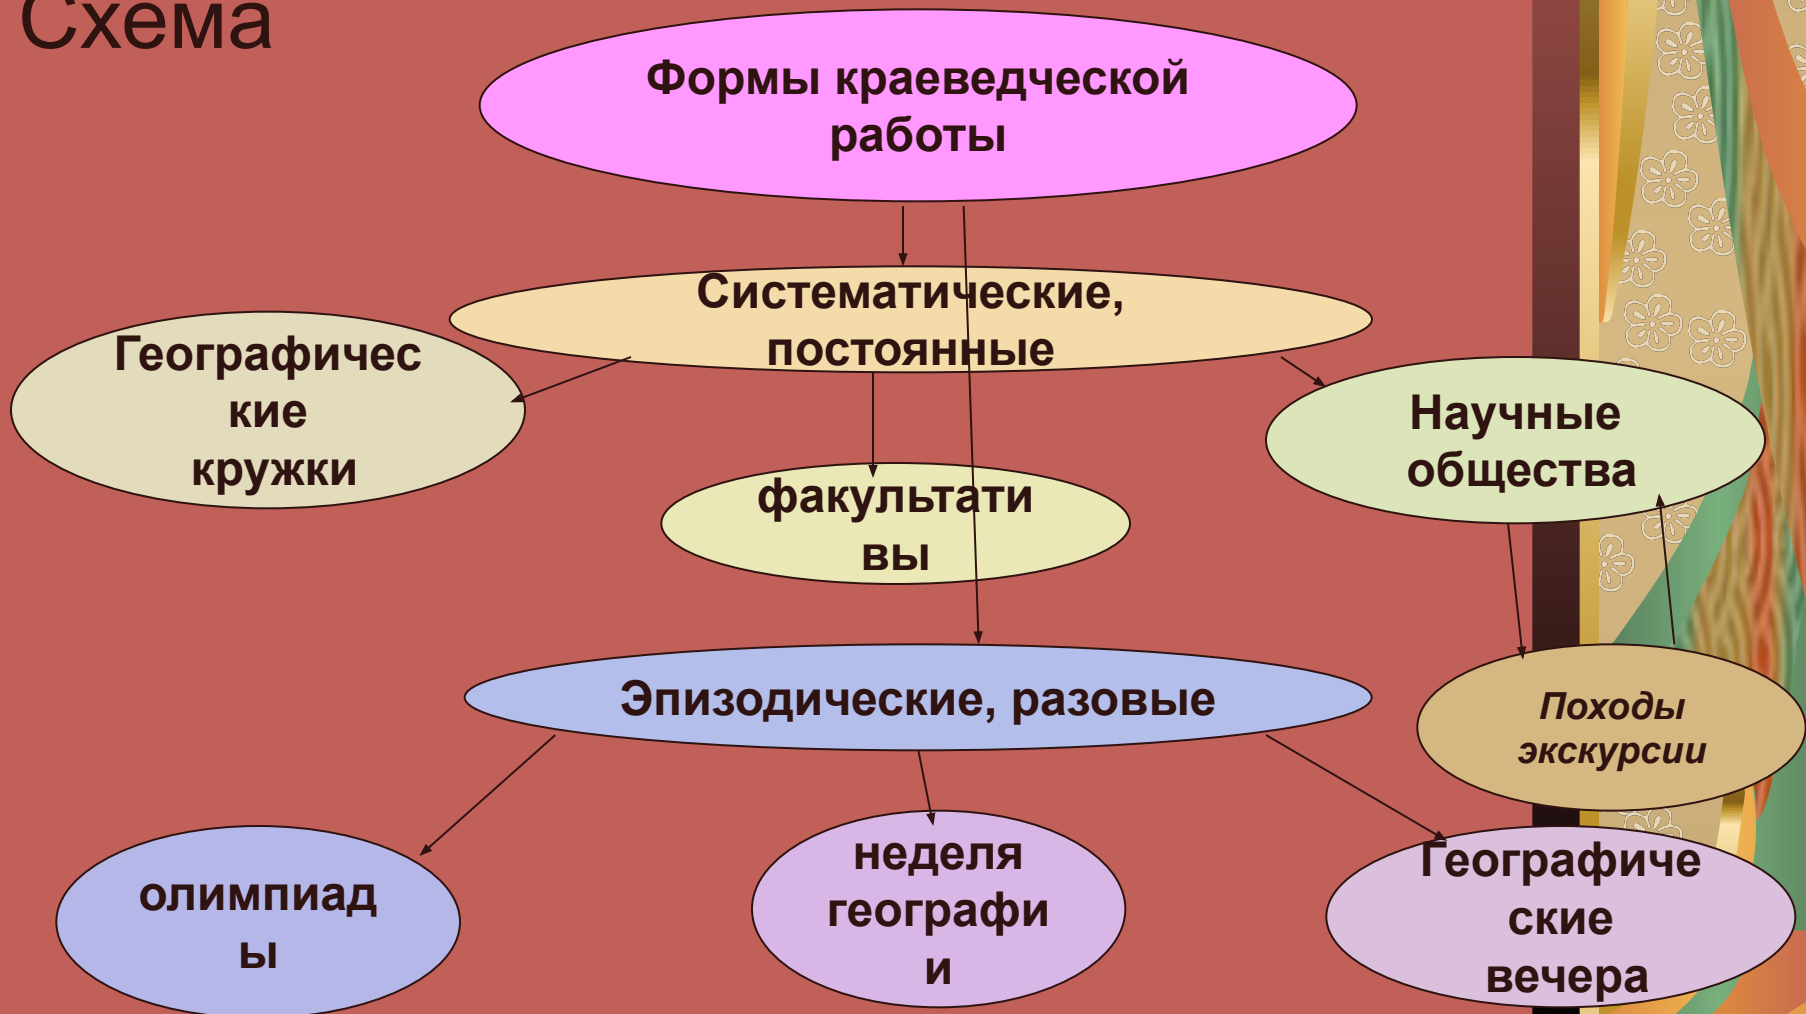 Схема
Формы краеведческой
работы
Систематические,
постоянные
Географичес
кие
кружки
факультати
вы
Научные
общества
Эпизодические, разовые
Походы
экскурсии
олимпиад
ы
неделя
географи
и
Географиче
ские
вечера